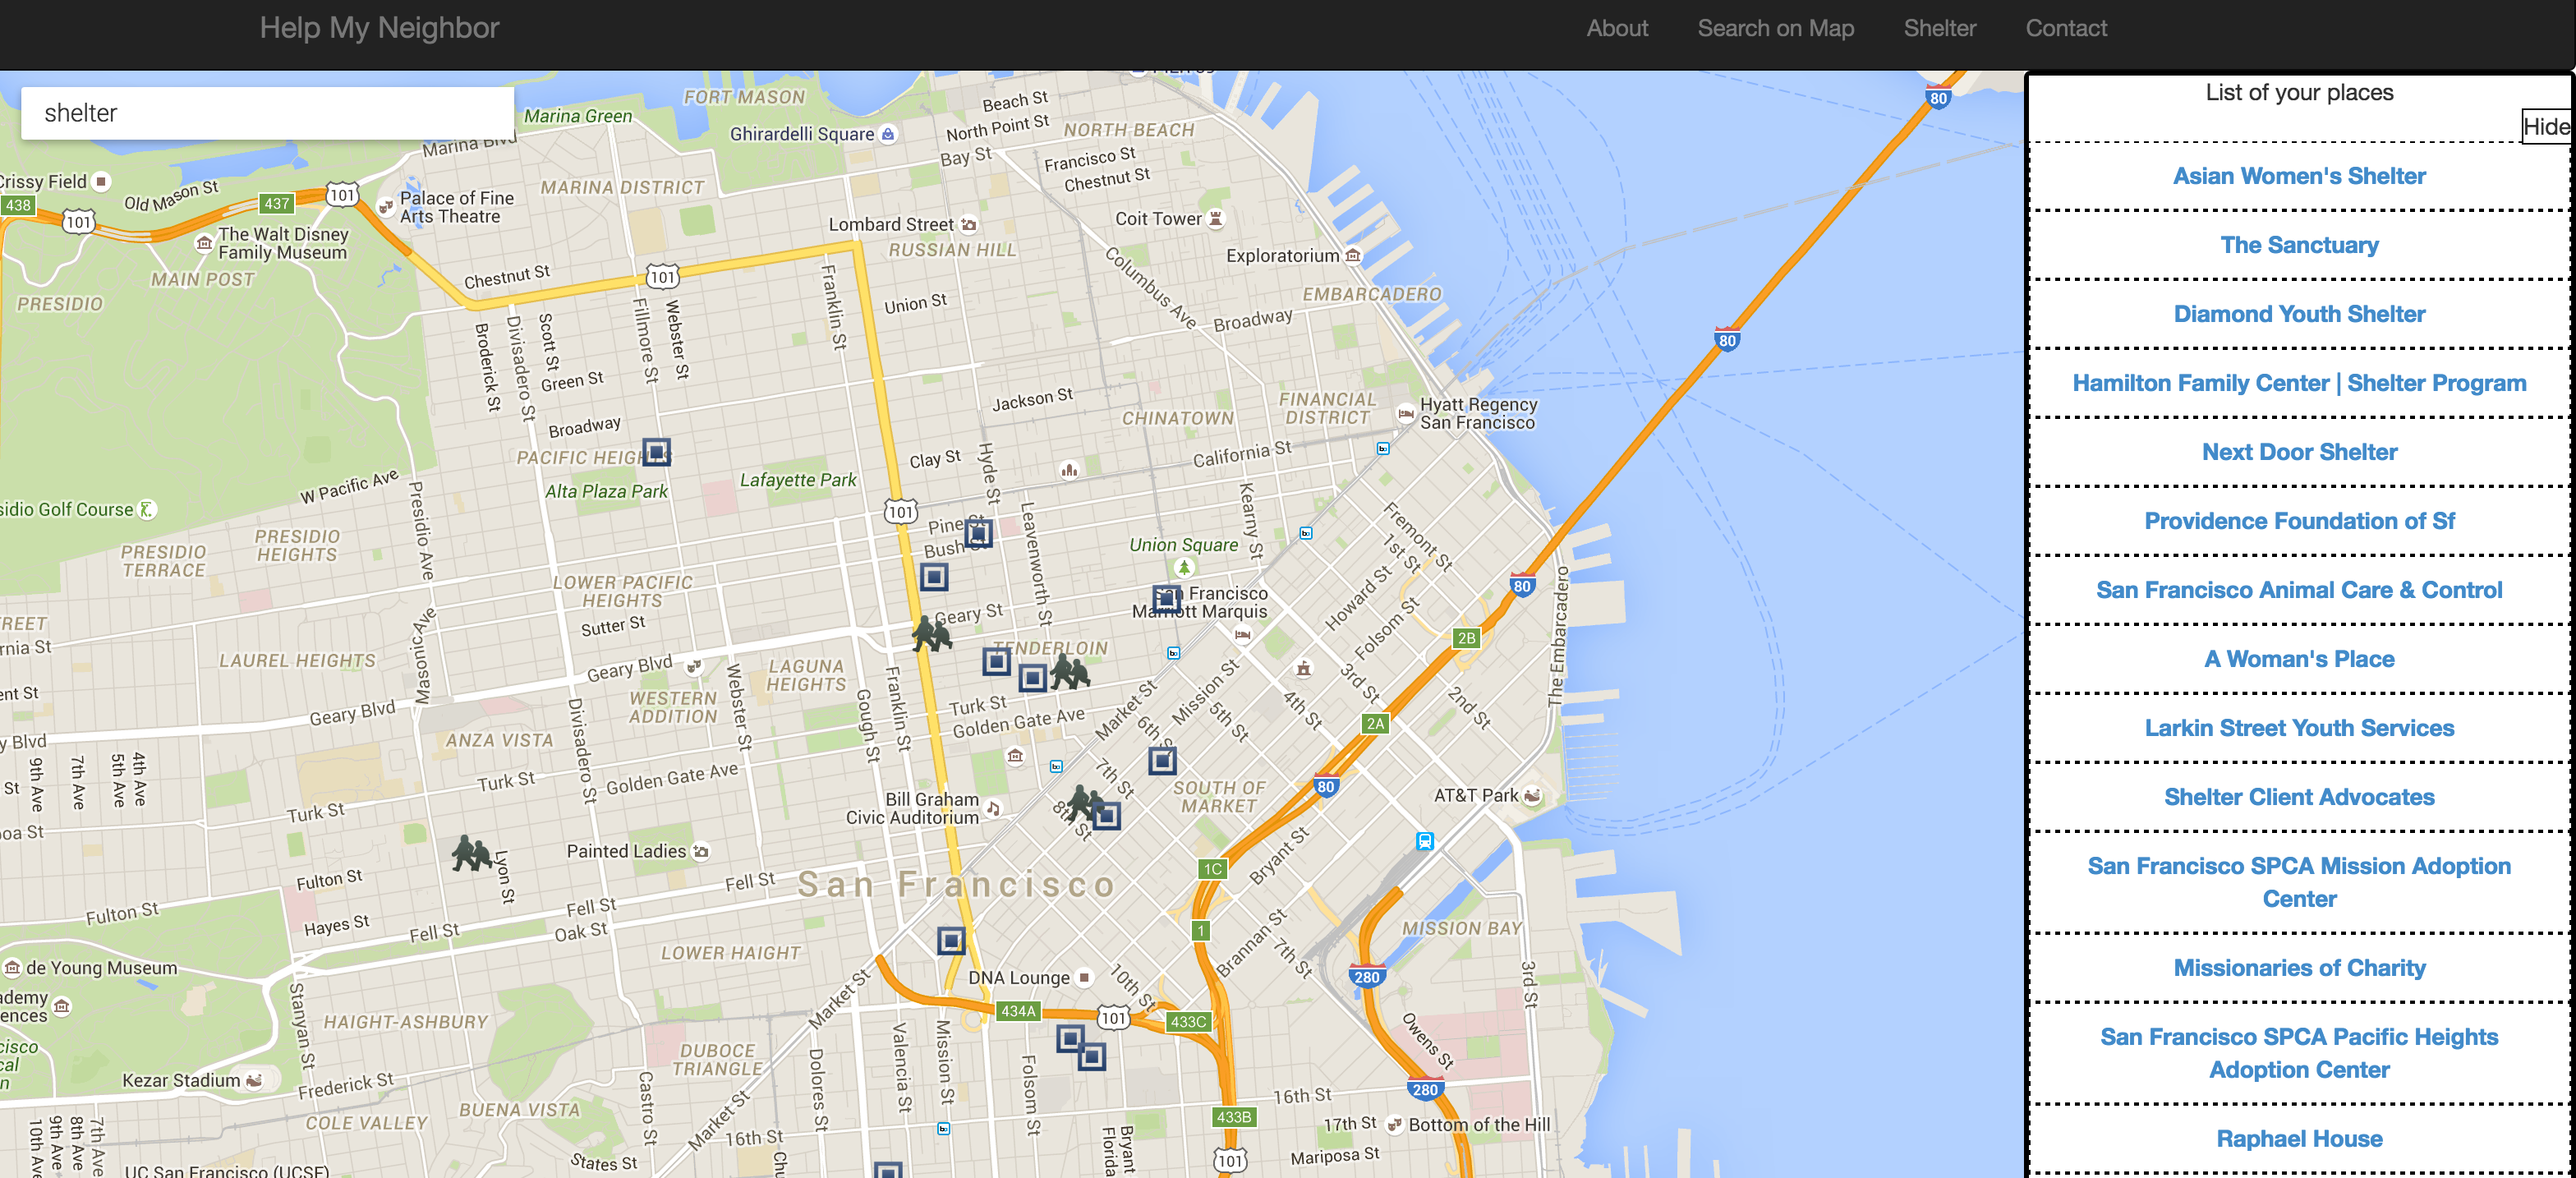 Help My Neighbor
About
Search on Map
Shelter
Contact
shelter
List of your places
Hide
Asian Women's Shelter
The Sanctuary
Diamond Youth Shelter
Hamilton Family Center | Shelter Program
Next Door Shelter
Providence Foundation of Sf
San Francisco Animal Care & Control
A Woman's Place
Larkin Street Youth Services
Shelter Client Advocates
San Francisco SPCA Mission Adoption
Center
Missionaries of Charity
San Francisco SPCA Pacific Heights
Adoption Center
Raphael House
FORT MASON
Marina Green
Ghirardelli Square
Beach St
North Point St
NORTH BEACH
Bay St
Francisco St
Chestnut St
Marina Blvd
MARINA DISTRICT
Crissy Field
Old Mason St
437
438
101
101
Palace of Fine
Arts Theatre
The Walt Disney
Family Museum
MAIN POST
PRESIDIO
Chestnut St
101
Lombard Street
RUSSIAN HILL
Coit Tower
Exploratorium
EMBARCADERO
Columbus Ave
Union St
Broadway
Franklin St
Fillmore St
Webster St
Scott St
Divisadero St
Broderick St
Green St
Broadway
Jackson St
CHINATOWN
FINANCIAL
DISTRICT
Hyatt Regency
San Francisco
80
80
80
PACIFIC HEIGHTS
Alta Plaza Park
Lafayette Park
Clay St
Hyde St
California St
W Pacific Ave
Presidio Ave
101
Pine St
Bush St
Leavenworth St
Kearny St
Union Square
Fremont St
1st St
Howard St
Folsom St
PRESIDIO
HEIGHTS
PRESIDIO
TERRACE
LOWER PACIFIC
HEIGHTS
Sutter St
Geary St
San Francisco
Marriott Marquis
The Embarcadero
2B
TENDERLOIN
LAUREL HEIGHTS
Masonic Ave
Geary Blvd
LAGUNA
HEIGHTS
WESTERN
ADDITION
Webster St
Gough St
Franklin St
Turk St
Golden Gate Ave
Market St
Mission St
6th St
5th St
4th St
3rd St
2nd St
2A
Geary Blvd
ANZA VISTA
Divisadero St
Turk St
Golden Gate Ave
9th Ave
7th Ave
5th Ave
4th Ave
Turk St
7th St
8th St
SOUTH OF
MARKET
80
AT&T Park
Bill Graham
Civic Auditorium
Painted Ladies
Lyon St
Fulton St
Fell St
San Francisco
1C
Bryant St
1
Brannan St
7th St
MISSION BAY
Fulton St
Hayes St
Fell St
Fell St
Oak St
LOWER HAIGHT
DNA Lounge
10th St
280
3rd St
de Young Museum
Stanyan St
HAIGHT-ASHBURY
Market St
434A
101
433C
Owens St
DUBOCE
TRIANGLE
Valencia St
Mission St
Folsom St
Dolores St
Castro St
Kezar Stadium
Frederick St
BUENA VISTA
COLE VALLEY
Market St
16th St
16th St
280
433B
17th St
Bottom of the Hill
Mariposa St
101
Bryant
Florida
States St
7th Ave
8th Ave
9th Ave
10th Ave
UC San Francisco (UCSF)